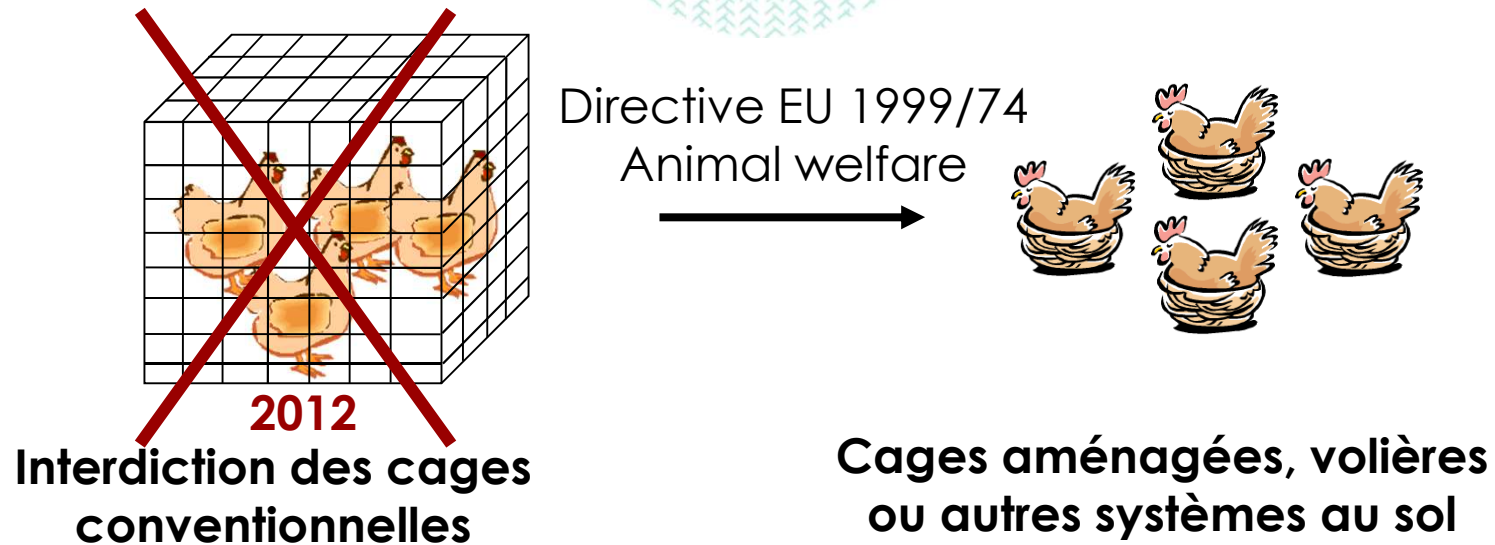 Directive EU 1999/74
Animal welfare
2012
Interdiction des cages
conventionnelles
Cages aménagées, volières
ou autres systèmes au sol